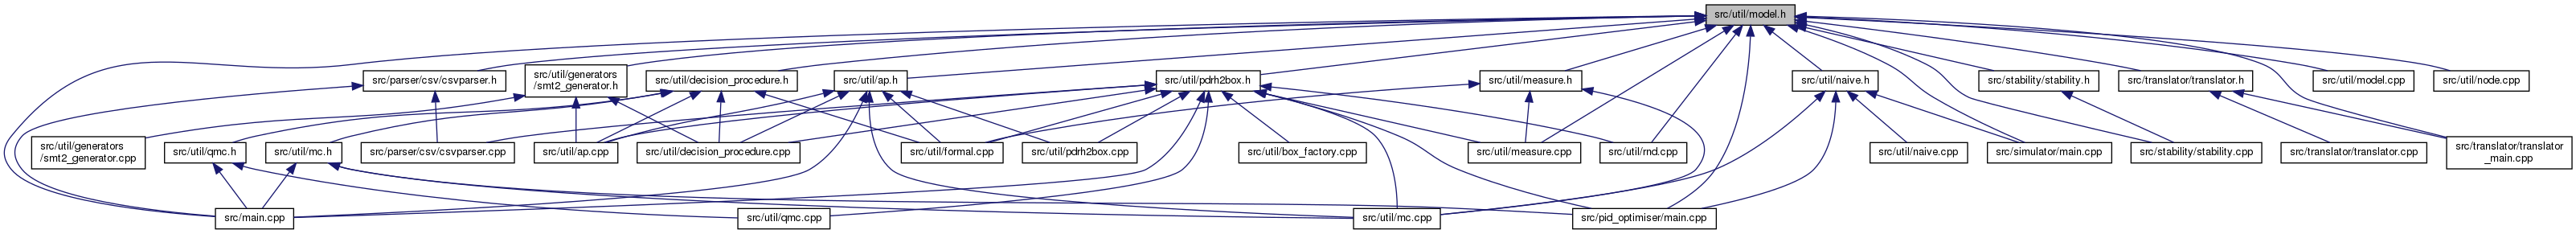 src/util/model.h
src/parser/csv/csvparser.h
src/util/generators
/smt2_generator.h
src/util/decision_procedure.h
src/util/ap.h
src/util/pdrh2box.h
src/util/measure.h
src/util/naive.h
src/stability/stability.h
src/translator/translator.h
src/util/model.cpp
src/util/node.cpp
src/util/generators
/smt2_generator.cpp
src/util/qmc.h
src/util/mc.h
src/parser/csv/csvparser.cpp
src/util/ap.cpp
src/util/decision_procedure.cpp
src/util/formal.cpp
src/util/pdrh2box.cpp
src/util/box_factory.cpp
src/util/measure.cpp
src/util/rnd.cpp
src/util/naive.cpp
src/simulator/main.cpp
src/stability/stability.cpp
src/translator/translator.cpp
src/translator/translator
_main.cpp
src/main.cpp
src/util/qmc.cpp
src/util/mc.cpp
src/pid_optimiser/main.cpp